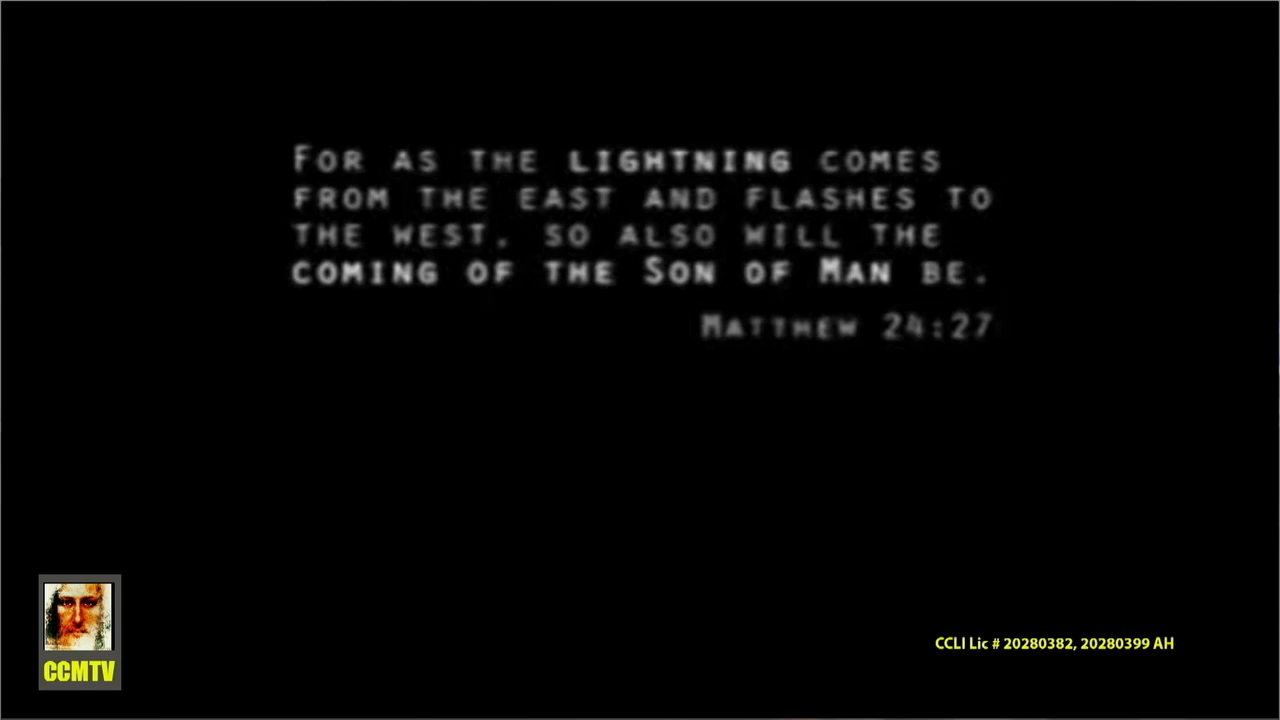 For as the lightning comes
from the east and flashes to
the west, so also will the
coming of the Son of Man be.
Matthew 24:27
CCMTV
CCLI Lic # 20280382, 20280399 AH